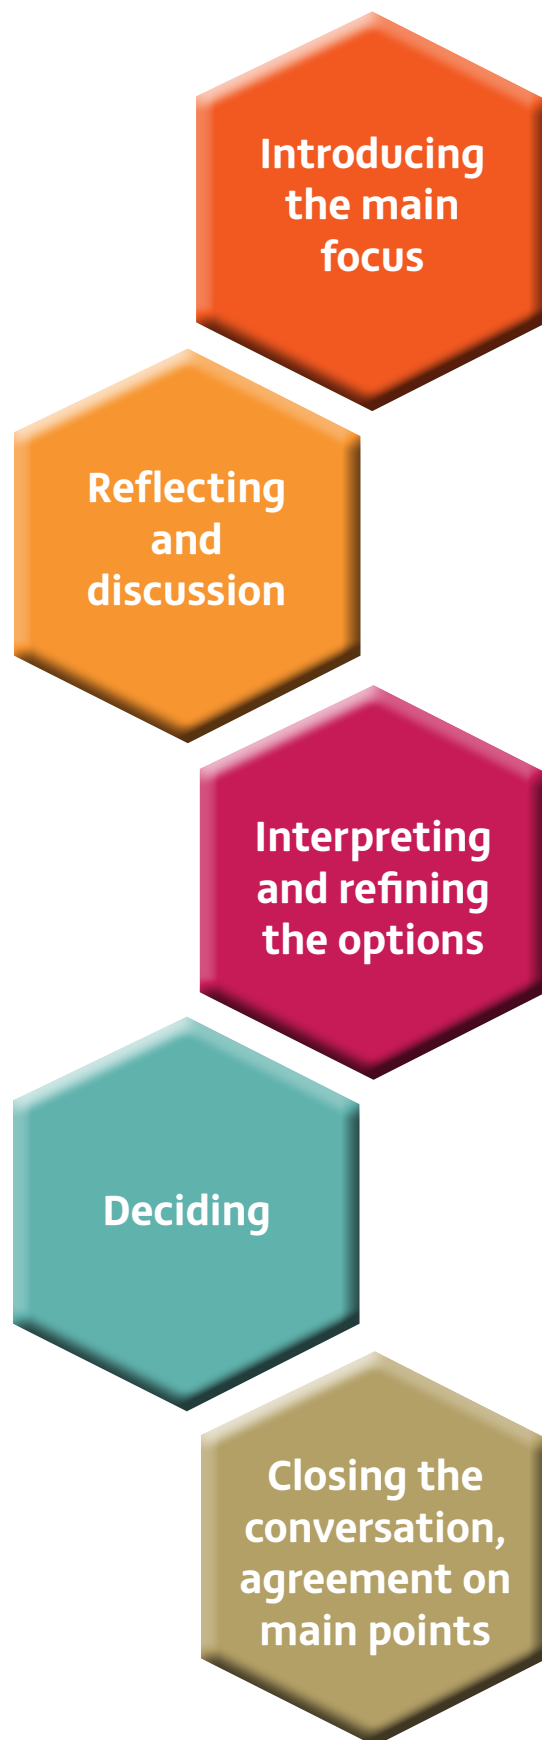 Introducing
the main
focus
Reflecting
and
discussion
Interpreting
and refining
the options
Deciding
Closing the
conversation,
agreement on
main points